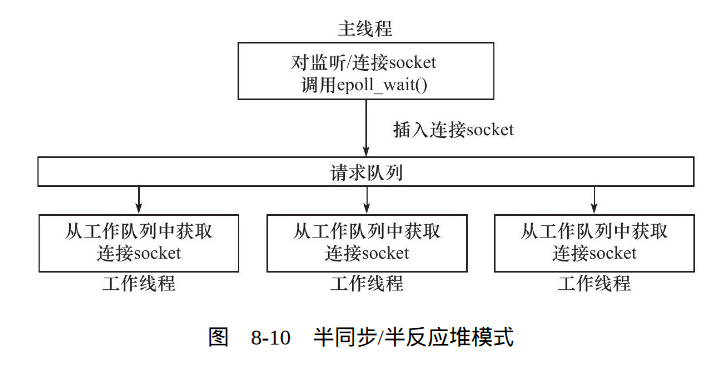 主线程
对监听/连接socket
调用epoll_wait()
插入连接socket
请求队列
从工作队列中获取
连接socket
工作线程
从工作队列中获取
连接socket
工作线程
从工作队列中获取
连接socket
工作线程
图 8-10 半同步/半反应堆模式